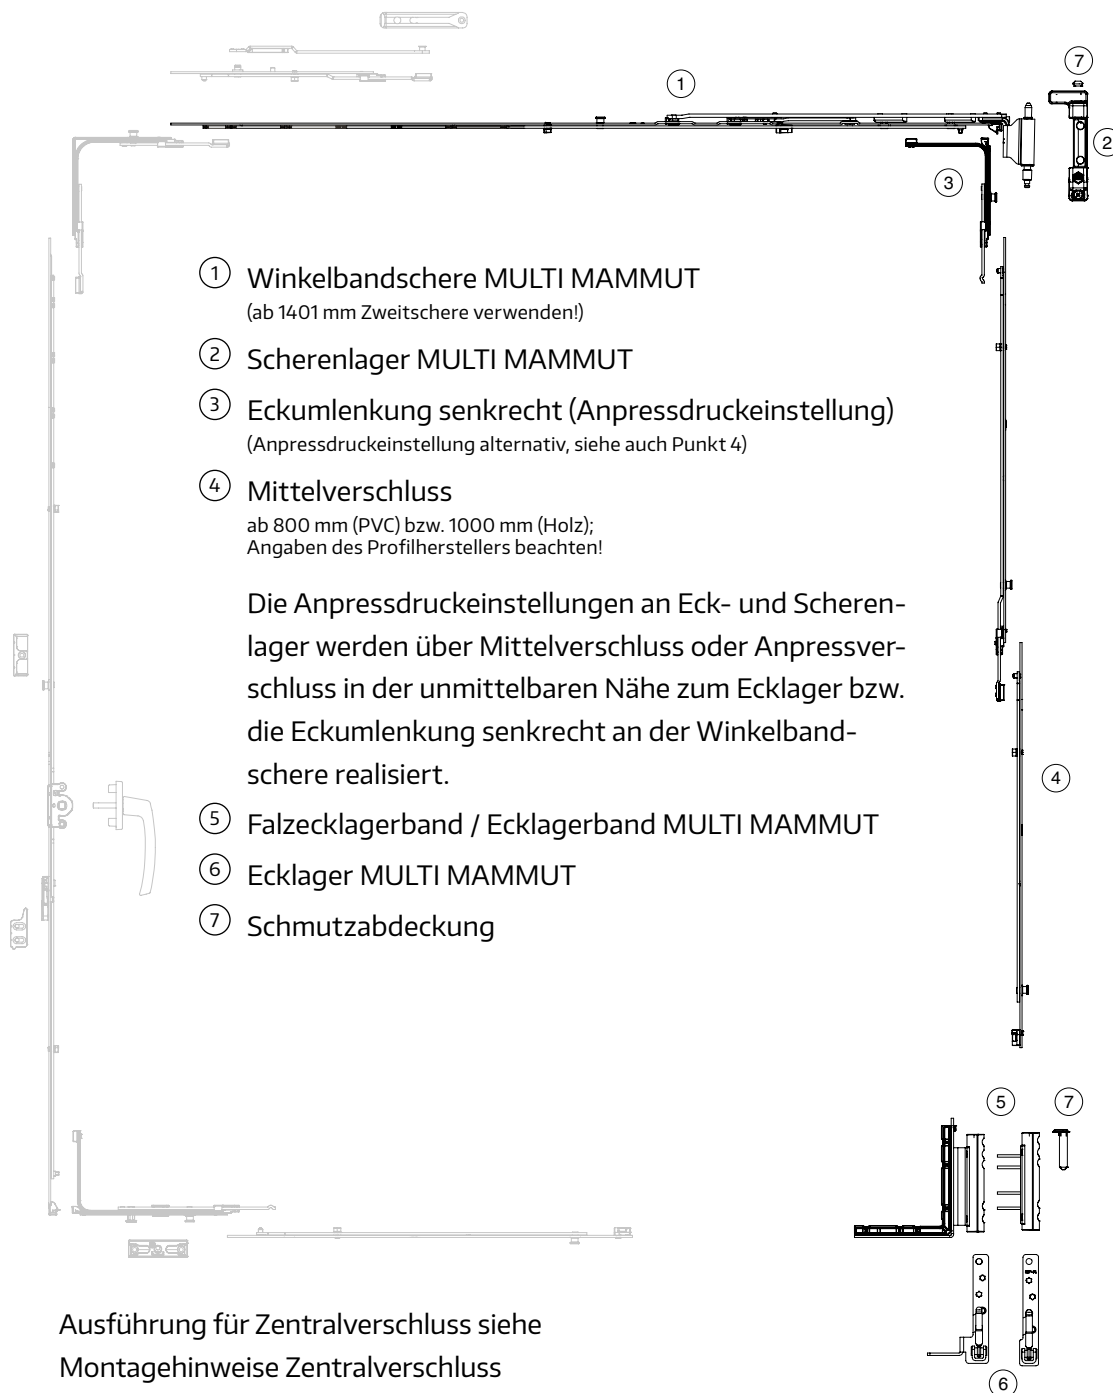 7
1
2
3
① Winkelbandschere MULTI MAMMUT
(ab 1401 mm Zweitschere verwenden!)
② Scherenlager MULTI MAMMUT
③ Eckumlenkung senkrecht (Anpressdruckeinstellung)
(Anpressdruckeinstellung alternativ, siehe auch Punkt 4)
④ Mittelverschluss
ab 800 mm (PVC) bzw. 1000 mm (Holz);
Angaben des Profilherstellers beachten!
Die Anpressdruckeinstellungen an Eck- und Scheren-
lager werden über Mittelverschluss oder Anpressver-
schluss in der unmittelbaren Nähe zum Ecklager bzw.
die Eckumlenkung senkrecht an der Winkelband-
schere realisiert.
4
⑤ Falzecklagerband / Ecklagerband MULTI MAMMUT
⑥ Ecklager MULTI MAMMUT
⑦ Schmutzabdeckung
5
7
Ausführung für Zentralverschluss siehe
Montagehinweise Zentralverschluss
6